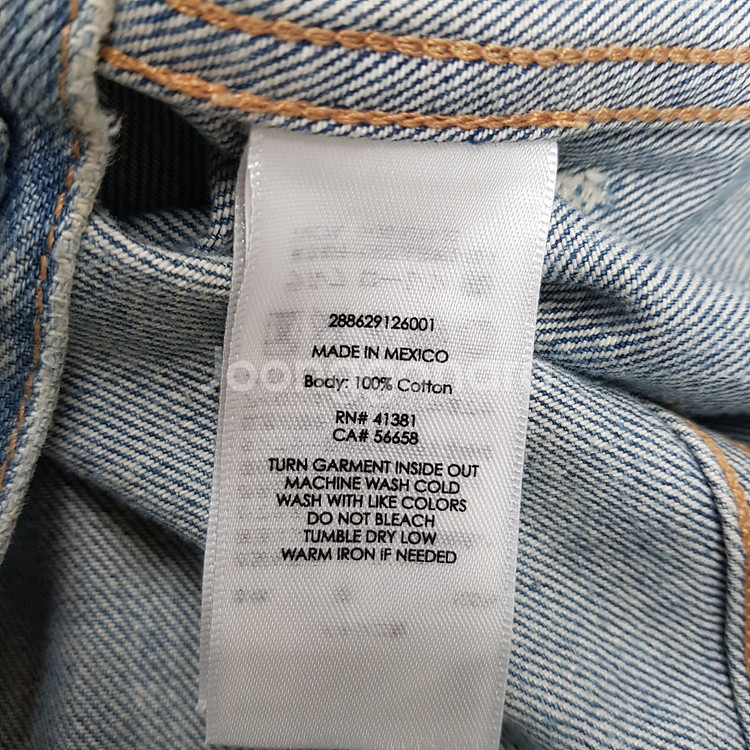 288629126001
MADE IN MEXICO
Body: 100% Cotton
RN# 41381
CA# 56658
TURN GARMENT INSIDE OUT
MACHINE WASH COLD
WASH WITH LIKE COLORS
DO NOT BLEACH
TUMBLE DRY LOW
WARM IRON IF NEEDED